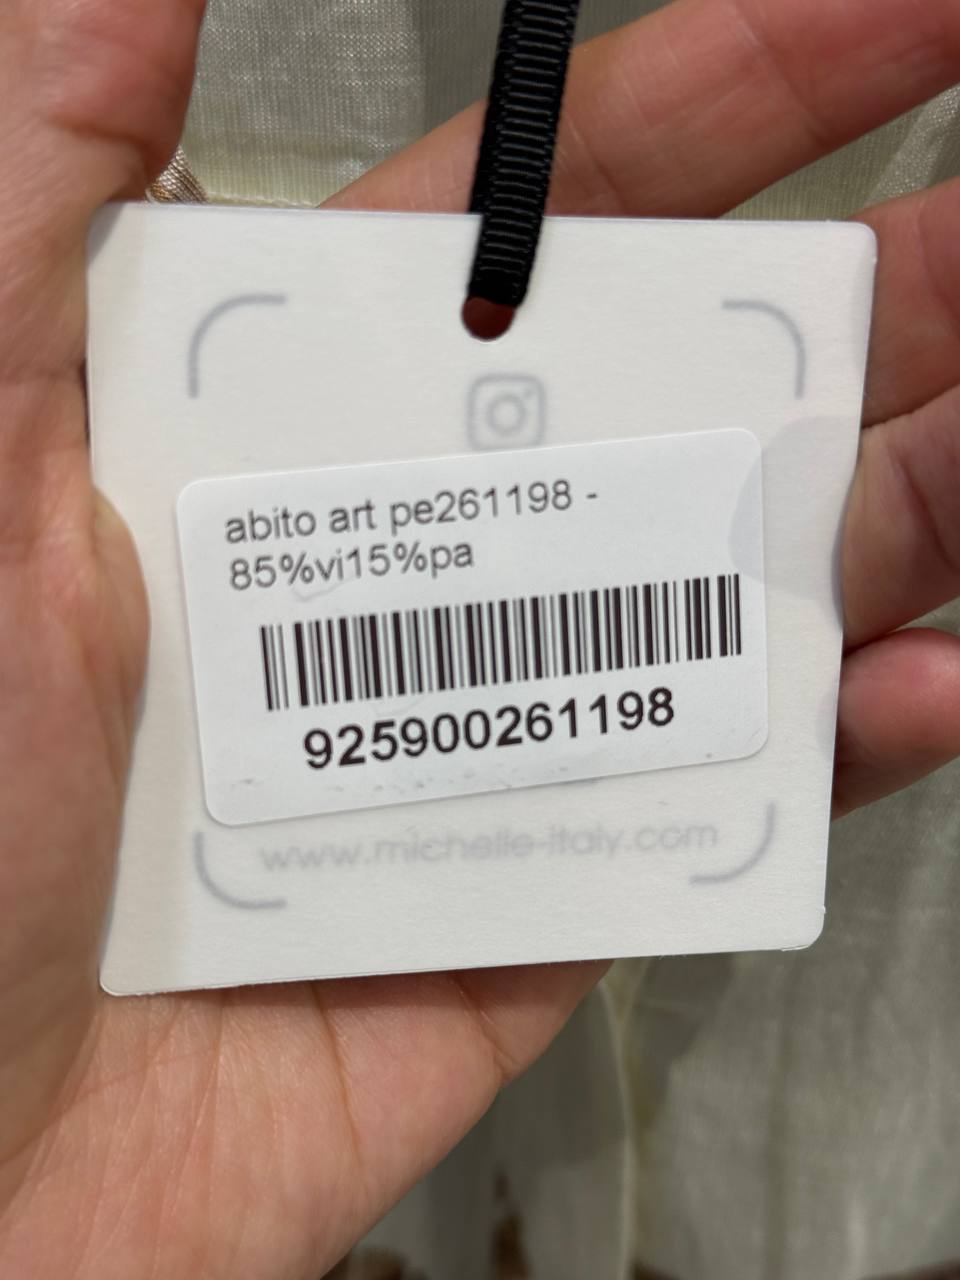 abito art pe261198 -
85%vi15%pa
925900261198
www.michelle-italy.com